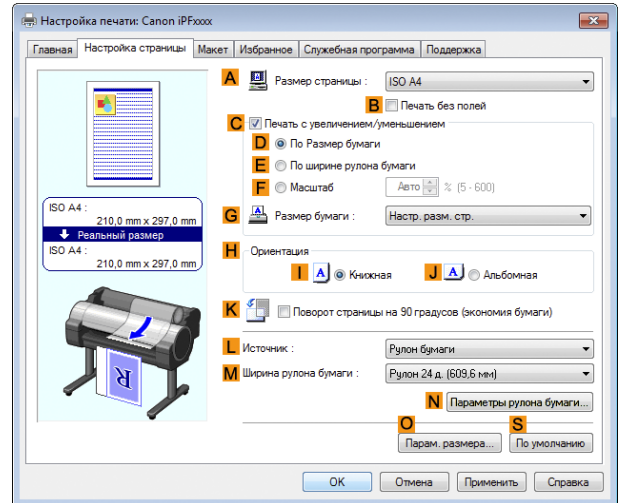 Настройка печати: Canon iPFxxxx
Главная Настройка страницы Макет Избранное Служебная программа Поддержка
A Размер страницы : ISO A4
B Печать без полей
C Печать с увеличением/уменьшением
D По Размер бумаги
E По ширине рулона бумаги
F Масштаб Авто % (5 - 600)
ISO A4 :
210,0 mm x 297,0 mm
Реальный размер
ISO A4 :
210,0 mm x 297,0 mm
G Размер бумаги : Настр. разм. стр.
H Ориентация
I A Книжная J A Альбомная
K Поворот страницы на 90 градусов (экономия бумаги)
L Источник : Рулон бумаги
M Ширина рулона бумаги : Рулон 24 д. (609,6 мм)
R
N Параметры рулона бумаги...
O S
Парам. размера... По умолчанию
OK Отмена Применить Справка